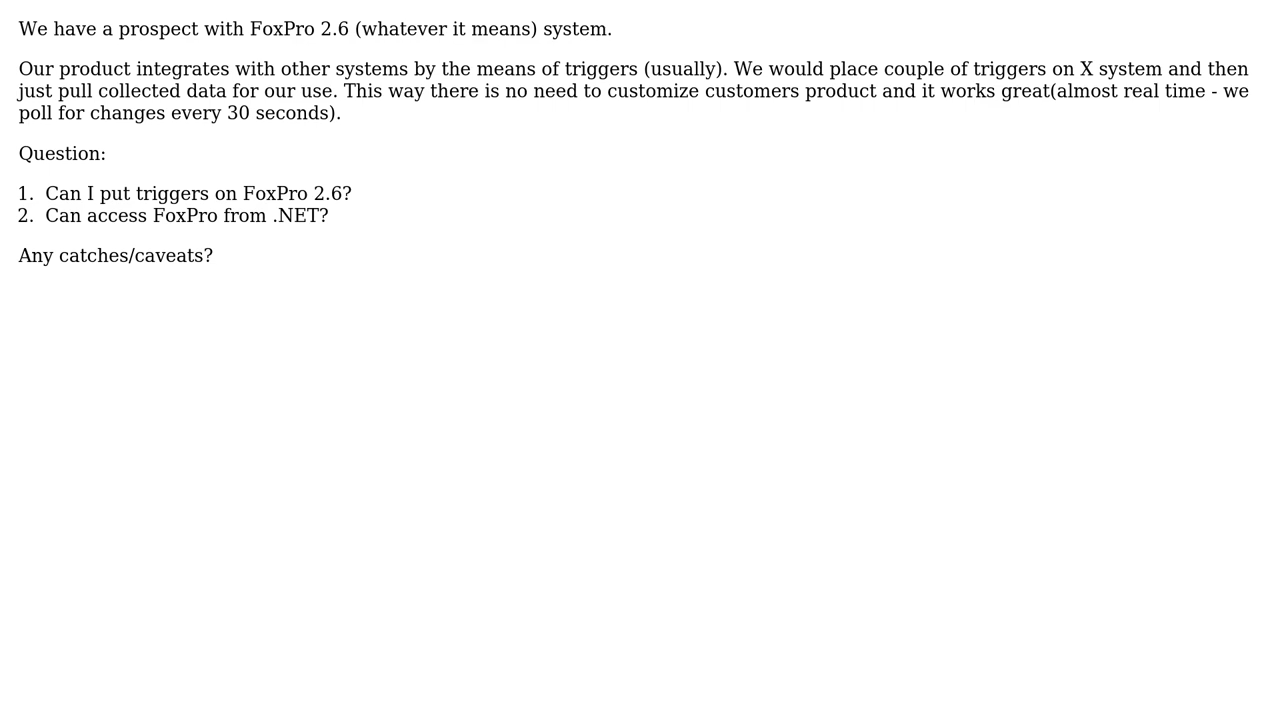 We have a prospect with FoxPro 2.6 (whatever it means) system.
Our product integrates with other systems by the means of triggers (usually). We would place couple of triggers on X system and then
just pull collected data for our use. This way there is no need to customize customers product and it works great(almost real time - we
poll for changes every 30 seconds).
Question:
1. Can I put triggers on FoxPro 2.6?
2. Can access FoxPro from .NET?
Any catches/caveats?